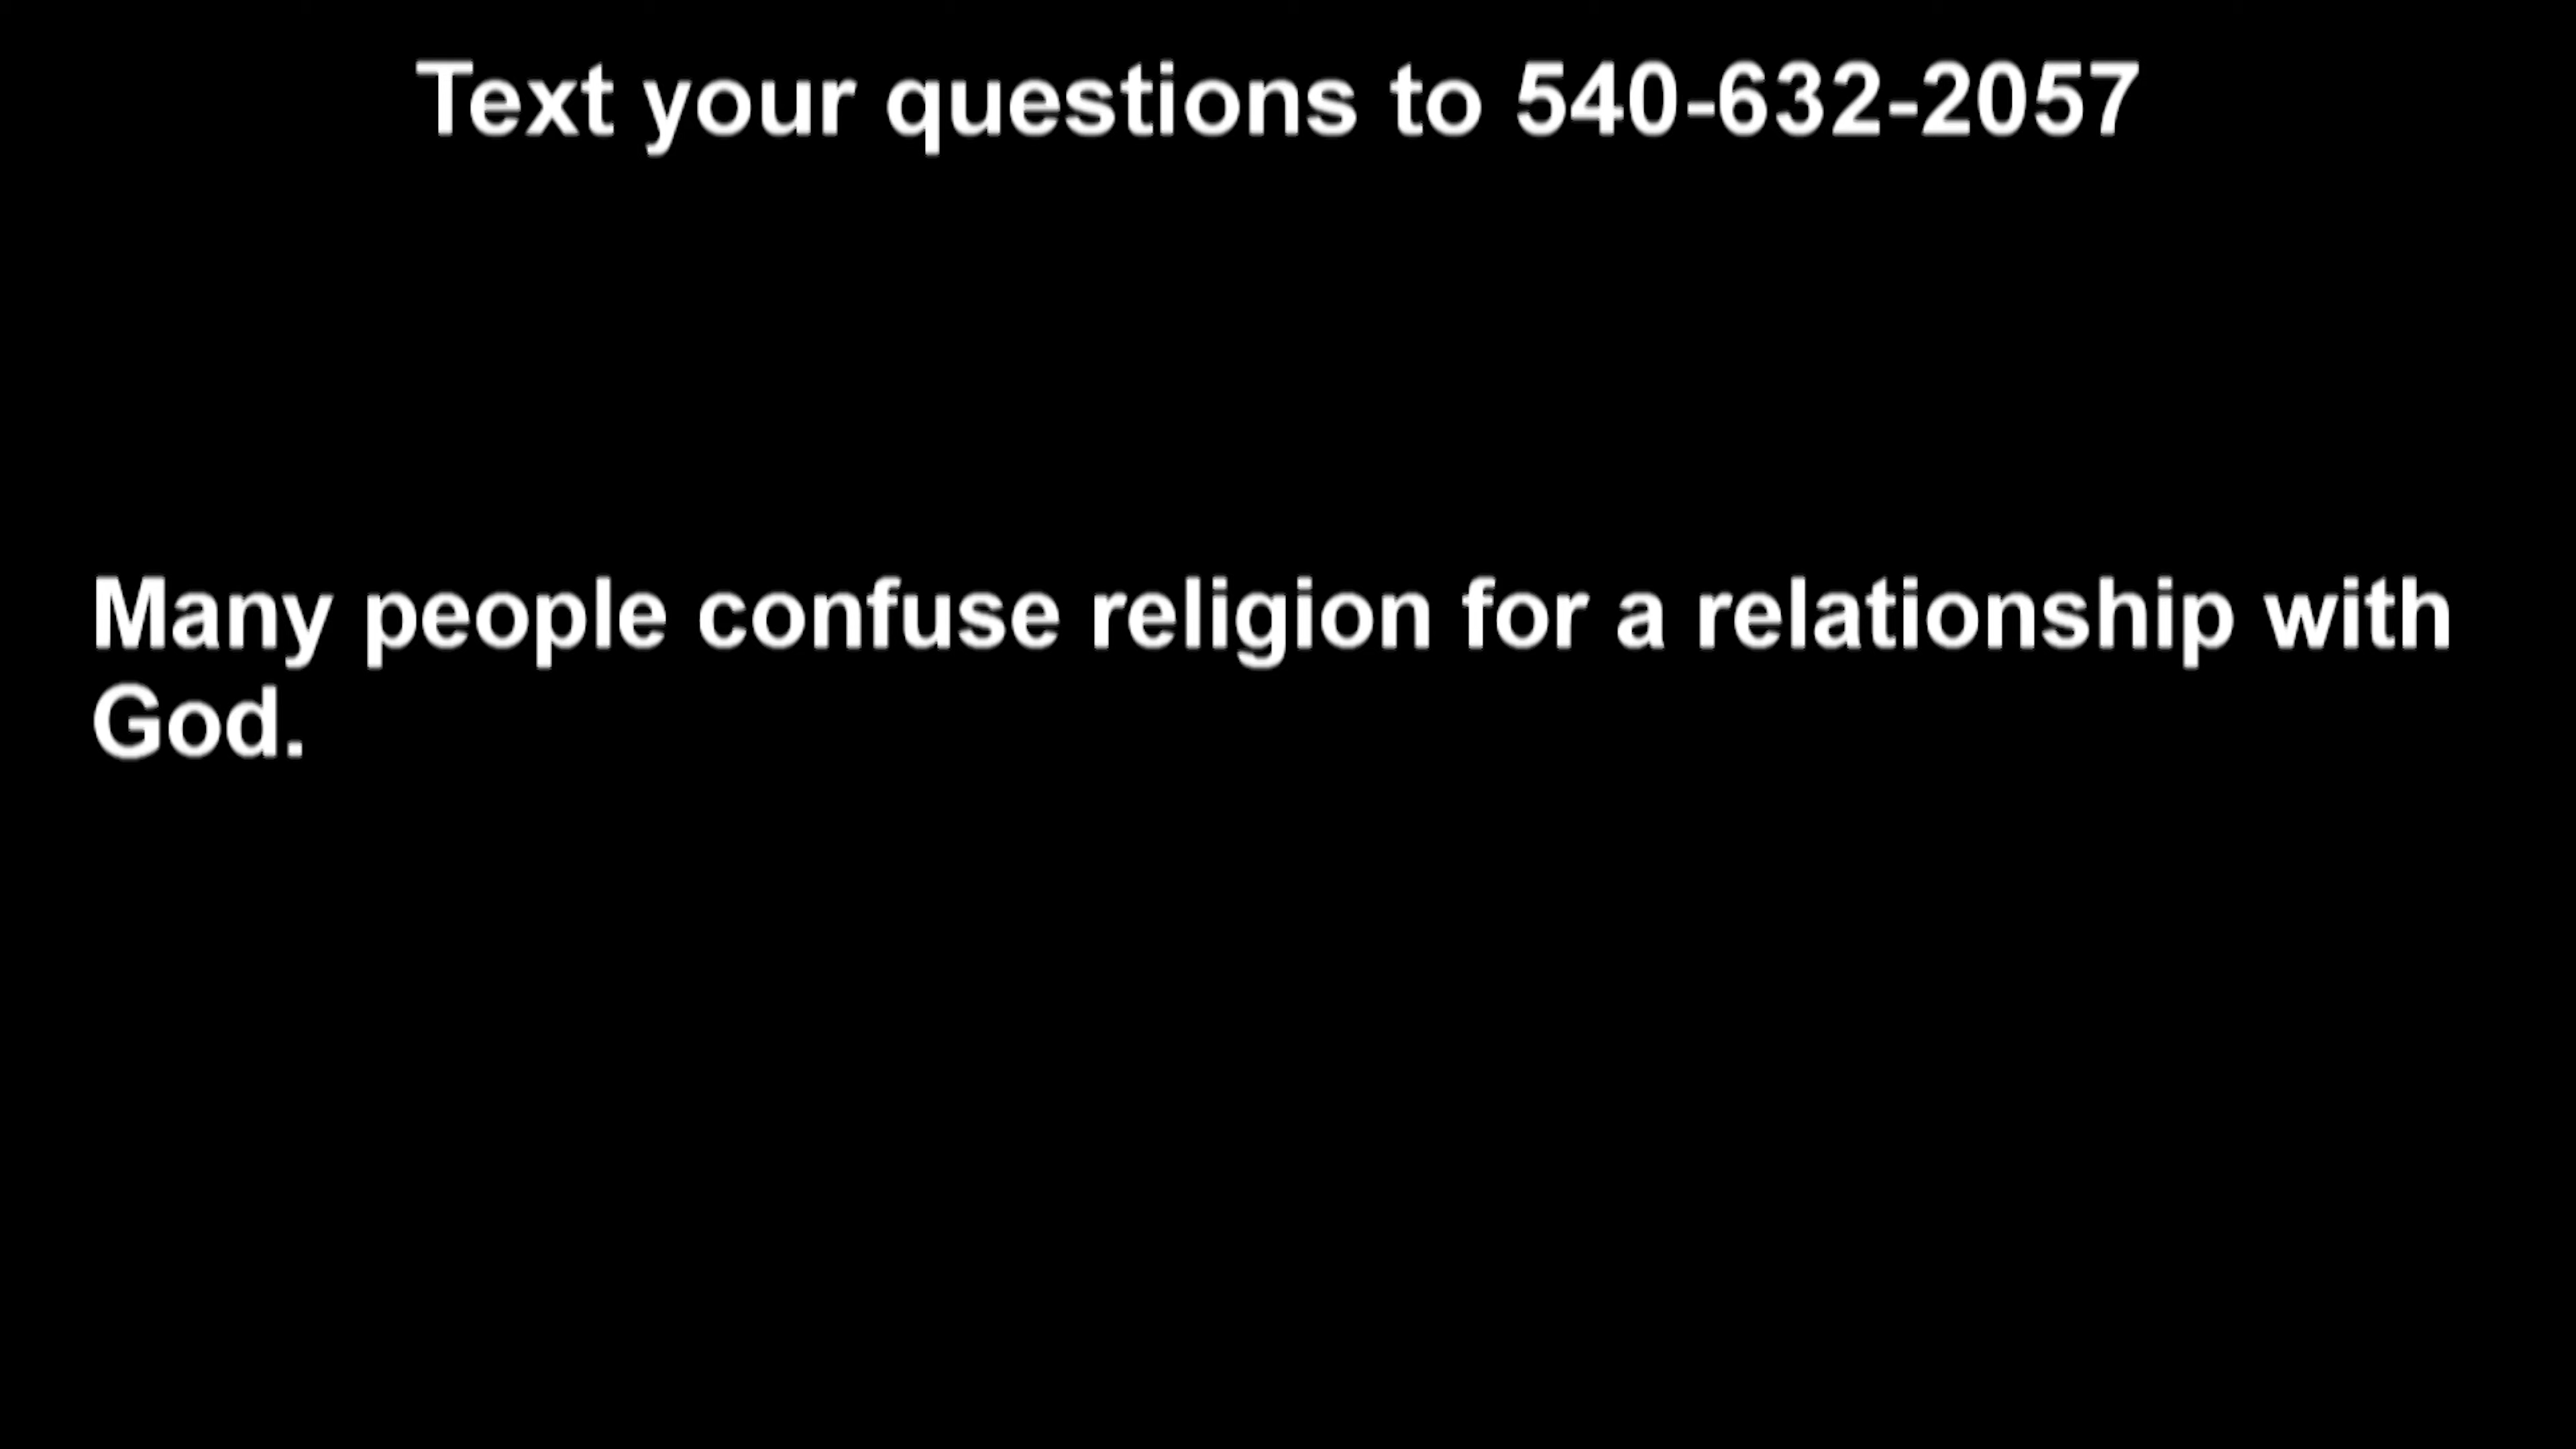 Text your questions to 540-632-2057
Many people confuse religion for a relationship with
God.